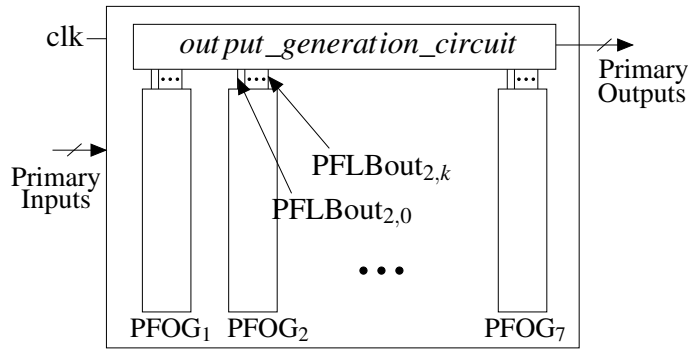 clk
output_generation_circuit
Primary
Outputs
Primary
Inputs
PFLBout2,k
PFLBout2,0
PFOG1
PFOG2
PFOG7